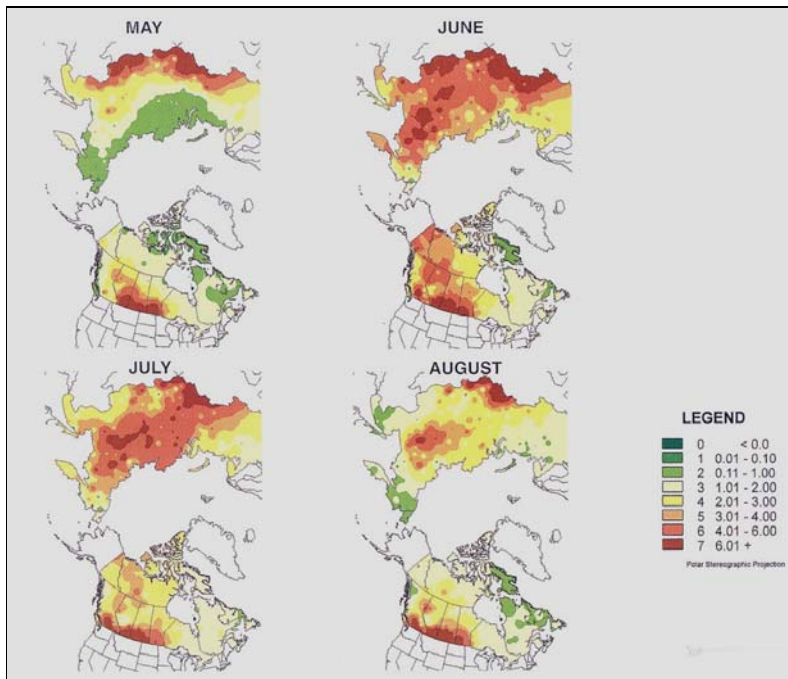 MAY
JUNE
JULY
AUGUST
LEGEND
0 < 0.0
1 0.01 - 0.10
2 0.11 - 1.00
3 1.01 - 2.00
4 2.01 - 3.00
5 3.01 - 4.00
6 4.01 - 6.00
7 6.01 +
Polar Stereographic Projection